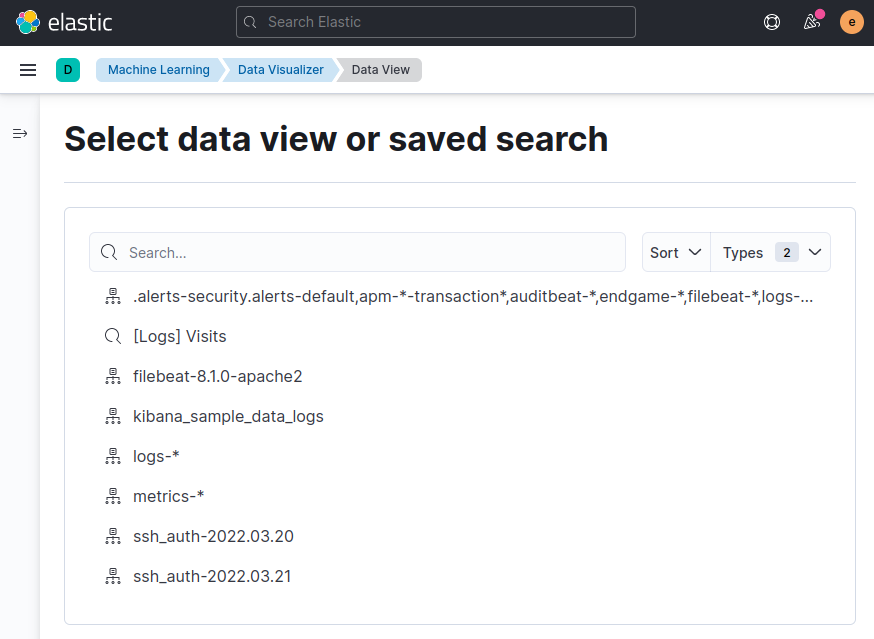 elastic
Search Elastic
e
D
Machine Learning
Data Visualizer
Data View
Select data view or saved search
Search...
Sort
Types 2
.alerts-security.alerts-default,apm-*-transaction*,auditbeat-*,endgame-*,filebeat-*,logs-...
[Logs] Visits
filebeat-8.1.0-apache2
kibana_sample_data_logs
logs-*
metrics-*
ssh_auth-2022.03.20
ssh_auth-2022.03.21